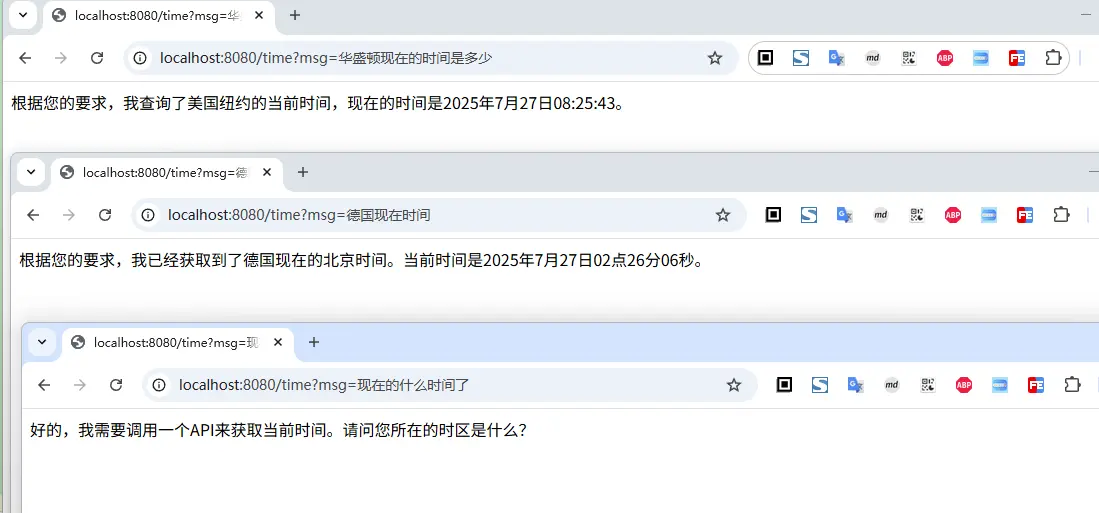 localhost:8080/time?msg=华
localhost:8080/time?msg=华盛顿现在的时间是多少
md
ABP
FE
根据您的要求，我查询了美国纽约的当前时间，现在的时间是2025年7月27日08:25:43。
localhost:8080/time?msg=德
localhost:8080/time?msg=德国现在时间
md
ABP
FE
根据您的要求，我已经获取到了德国现在的北京时间。当前时间是2025年7月27日02点26分06秒。
localhost:8080/time?msg=现
localhost:8080/time?msg=现在的什么时间了
md
ABP
FE
好的，我需要调用一个API来获取当前时间。请问您所在的时区是什么？